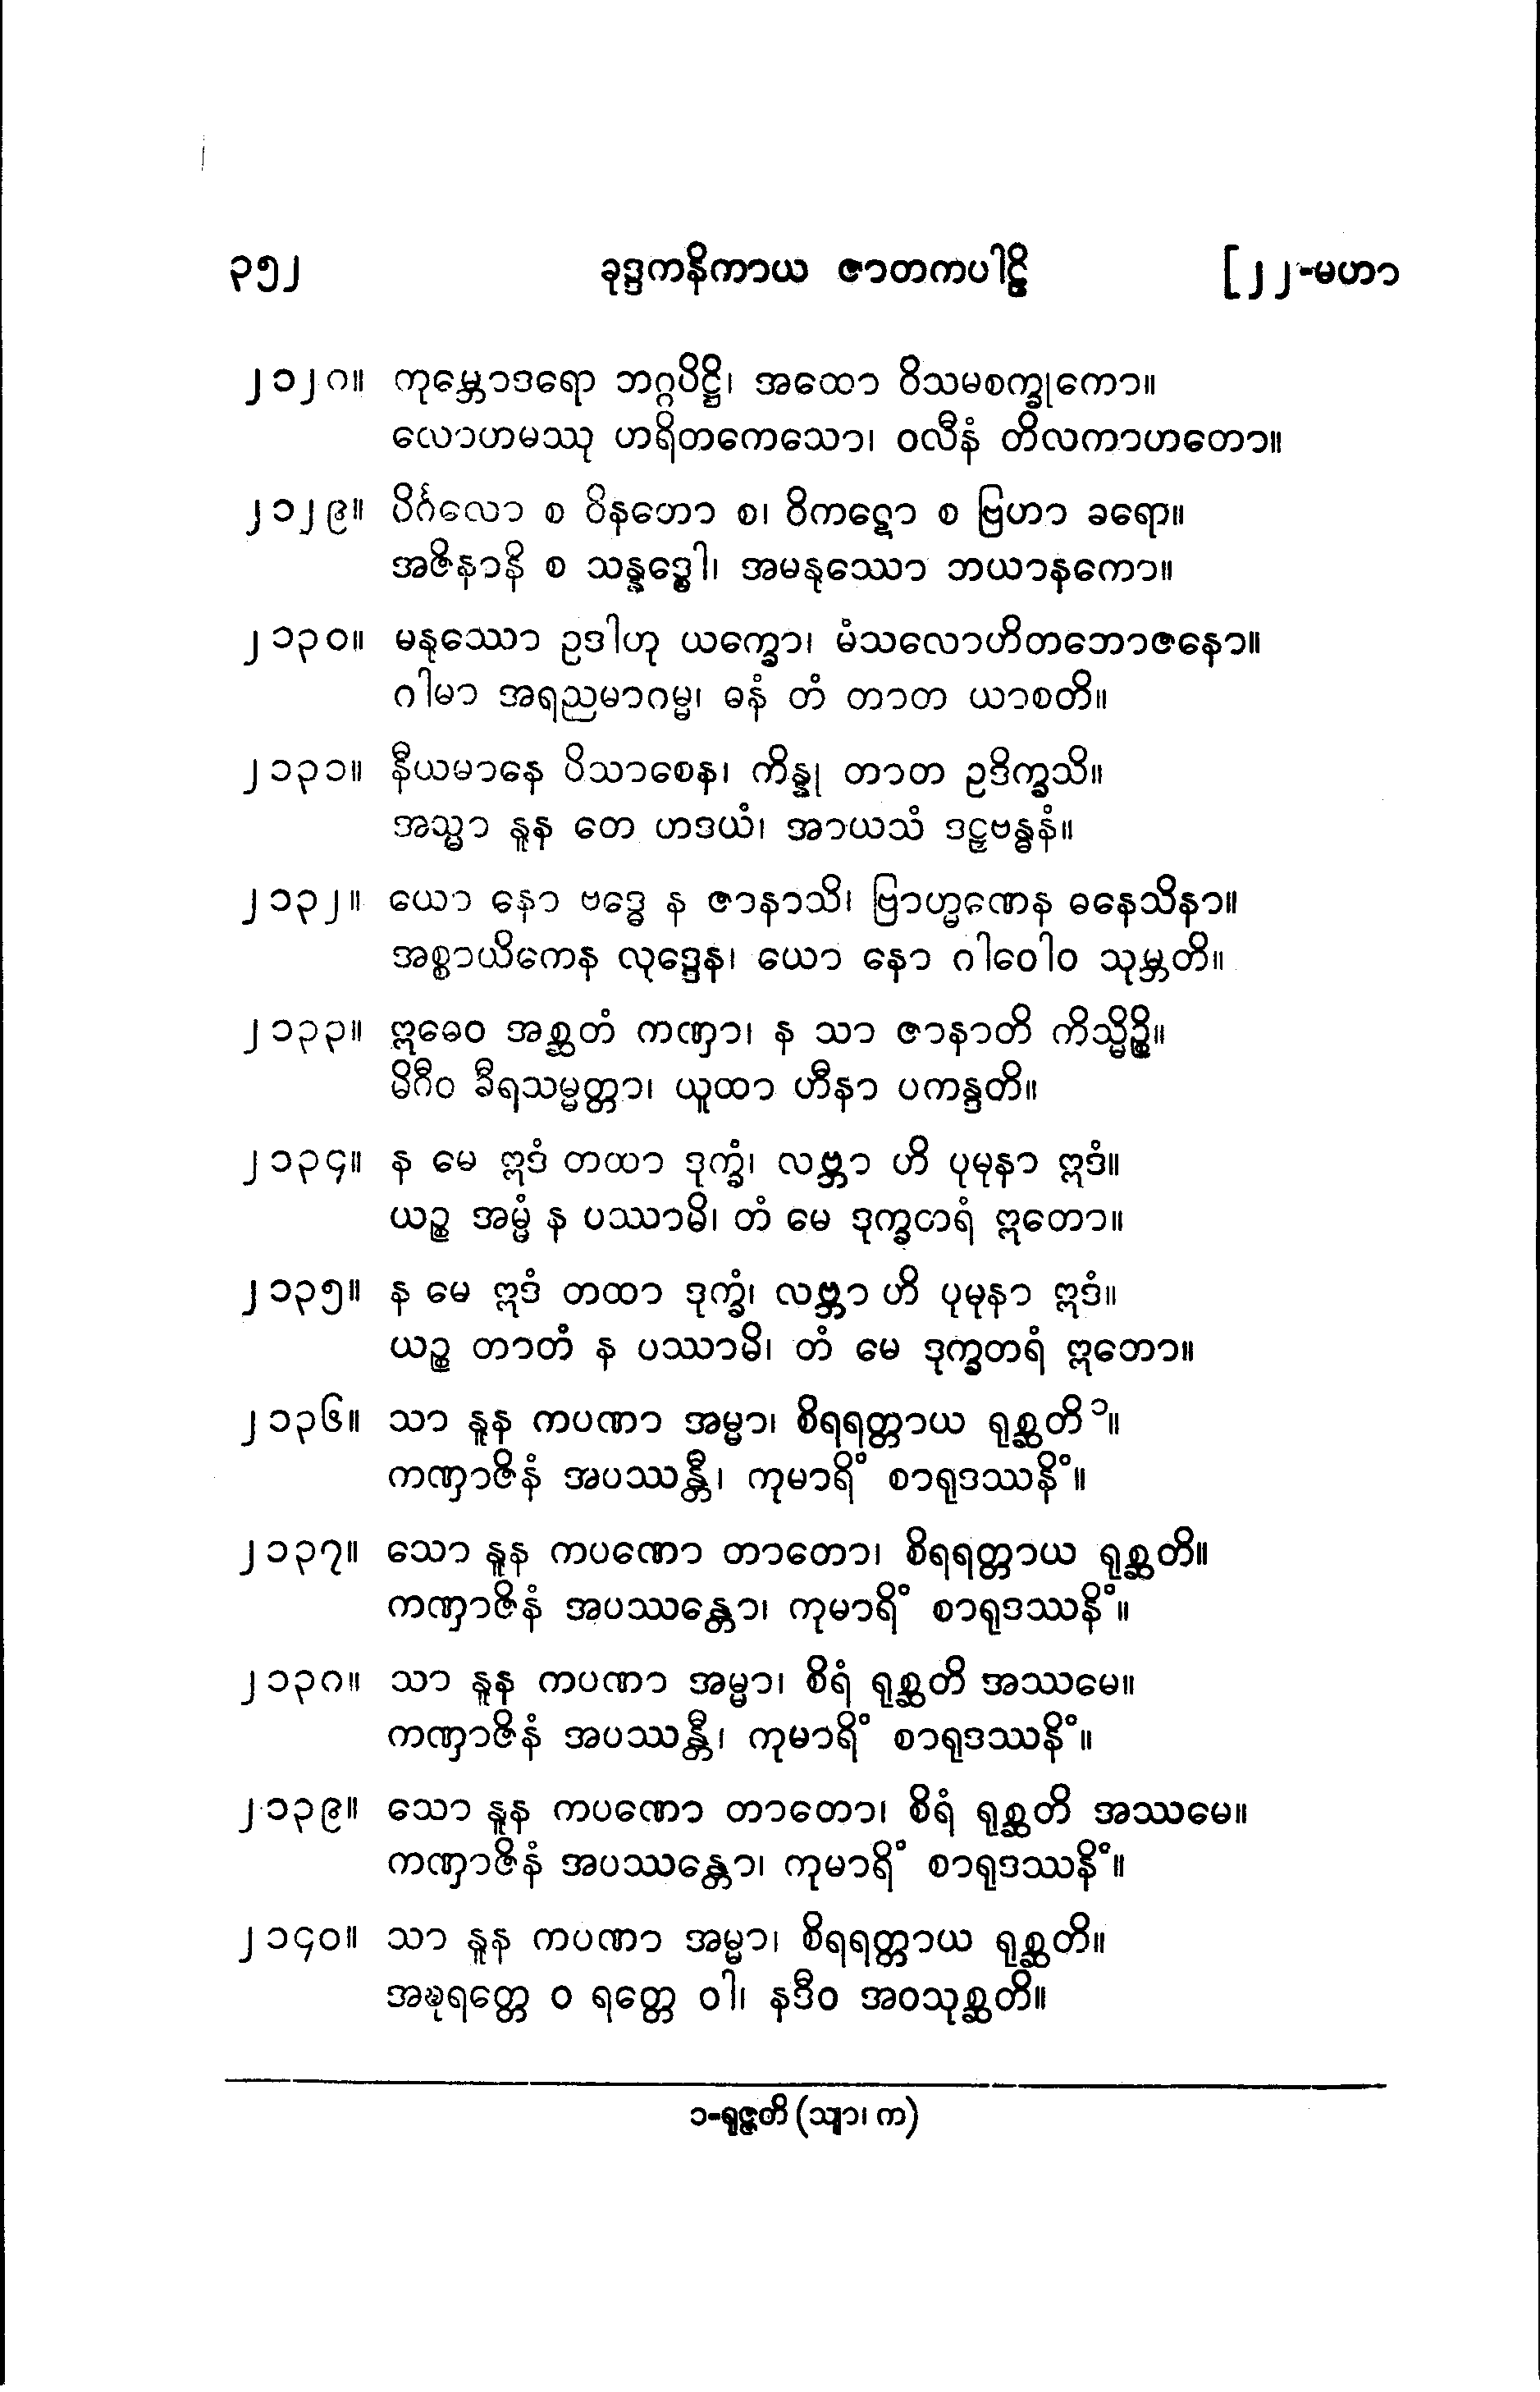 ၃၅၂ ခုဒ္ဒကနိကာယ ဇာတကပါဠိ [၂၂-မဟာ
၂၁၂၈။ ကုမ္ဘောဒရော ဘဂ္ဂပိဋ္ဌိ၊ အထော ဝိသမစက္ခုကော။
လောဟမဿု ဟရိတကေသော၊ ဝလီနံ တိလကာဟတော။
၂၁၂၉။ ပိင်္ဂလော စ ဝိနတော စ၊ ဝိကဋော စ ဗြဟာ ခရော။
အဇိနာနိ စ သန္နဒ္ဓေါ၊ အမနုဿော ဘယာနကော။
၂၁၃၀။ မနုဿော ဥဒါဟု ယက္ခော၊ မံသလောဟိတဘောဇနော။
ဂါမာ အရညမာဂမ္မ၊ ဓနံ တံ တာတ ယာစတိ။
၂၁၃၁။ နီယမာနေ ပိသာစေန၊ ကိန္နု တာတ ဥဒိက္ခသိ။
အသ္မာ နူန တေ ဟဒယံ၊ အာယသံ ဒဠှဗန္ဓနံ။
၂၁၃၂။ ယော နော ဗဒ္ဓေ န ဇာနာသိ၊ ဗြာဟ္မဏေန ဓနေသိနာ။
အစ္စာယိကေန လုဒ္ဒေန၊ ယော နော ဂါဝေါဝ သုမ္ဘတိ။
၂၁၃၃။ ဣဓေဝ အစ္ဆတံ ကဏှာ၊ န သာ ဇာနာတိ ကိသ္မိဉ္စိ။
မိဂီဝ ခီရသမ္မတ္တာ၊ ယူထာ ဟီနာ ပကန္ဒတိ။
၂၁၃၄။ န မေ ဣဒံ တထာ ဒုက္ခံ၊ လဗ္ဘာ ဟိ ပုမုနာ ဣဒံ။
ယဉ္စ အမ္မံ န ပဿာမိ၊ တံ မေ ဒုက္ခတရံ ဣတော။
၂၁၃၅။ န မေ ဣဒံ တထာ ဒုက္ခံ၊ လဗ္ဘာ ဟိ ပုမုနာ ဣဒံ။
ယဉ္စ တာတံ န ပဿာမိ၊ တံ မေ ဒုက္ခတရံ ဣတော။
၂၁၃၆။ သာ နူန ကပဏာ အမ္မာ၊ စိရရတ္တာယ ရုစ္ဆတိ ၁။
ကဏှာဇိနံ အပဿန္တီ၊ ကုမာရိံ စာရုဒဿနိံ။
၂၁၃၇။ သော နူန ကပဏော တာတော၊ စိရရတ္တာယ ရုစ္ဆတိ။
ကဏှာဇိနံ အပဿန္တော၊ ကုမာရိံ စာရုဒဿနိံ။
၂၁၃၈။ သာ နူန ကပဏာ အမ္မာ၊ စိရံ ရုစ္ဆတိ အဿမေ။
ကဏှာဇိနံ အပဿန္တီ၊ ကုမာရိံ စာရုဒဿနိံ။
၂၁၃၉။ သော နူန ကပဏော တာတော၊ စိရံ ရုစ္ဆတိ အဿမေ။
ကဏှာဇိနံ အပဿန္တော၊ ကုမာရိံ စာရုဒဿနိံ။
၂၁၄၀။ သာ နူန ကပဏာ အမ္မာ၊ စိရရတ္တာယ ရုစ္ဆတိ။
အဍ္ဎရတ္တေ ဝ ရတ္တေ ဝါ၊ နဒီဝ အဝသုစ္ဆတိ။
၁-ရုဇ္ဇတိ (သျာ၊ က)